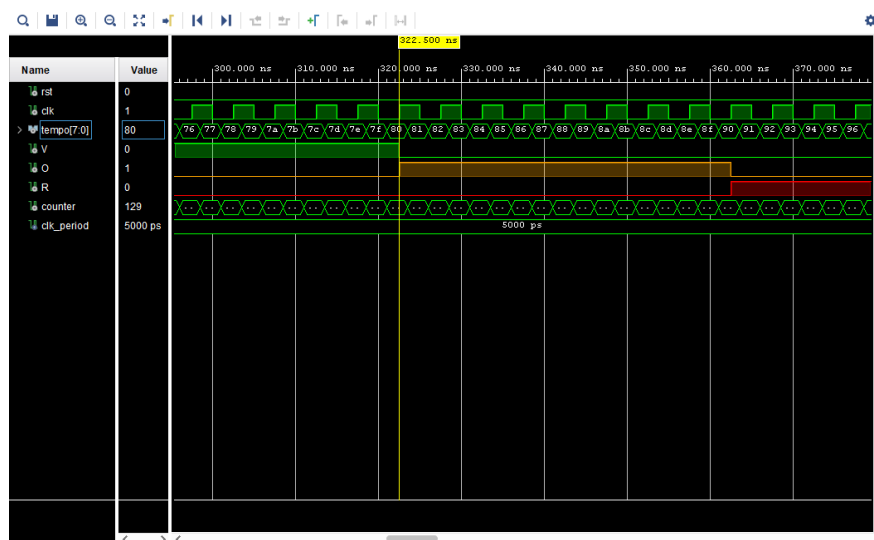 322.500 ns
Name Value
300.000 ns 310.000 ns 320.000 ns 330.000 ns 340.000 ns 350.000 ns 360.000 ns 370.000 ns
rst 0
clk 1
tempo[7:0] 80 76 77 78 79 7a 7b 7c 7d 7e 7f 80 81 82 83 84 85 86 87 88 89 8a 8b 8c 8d 8e 8f 90 91 92 93 94 95 96
V 0
O 1
R 0
counter 129
clk_period 5000 ps 5000 ps